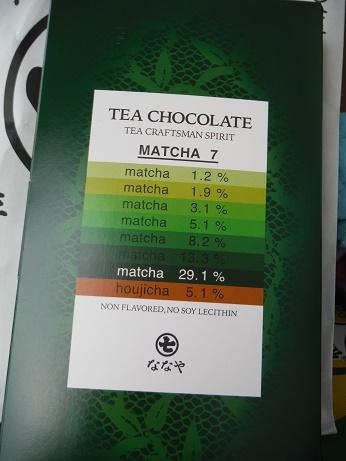 TEA CHOCOLATE
TEA CRAFTSMAN SPIRIT
MATCHA 7
matcha 1.2 %
matcha 1.9 %
matcha 3.1 %
matcha 5.1 %
matcha 8.2 %
matcha 13.3 %
matcha 29.1 %
houjicha 5.1 %
NON FLAVORED, NO SOY LECITHIN
七
ななや